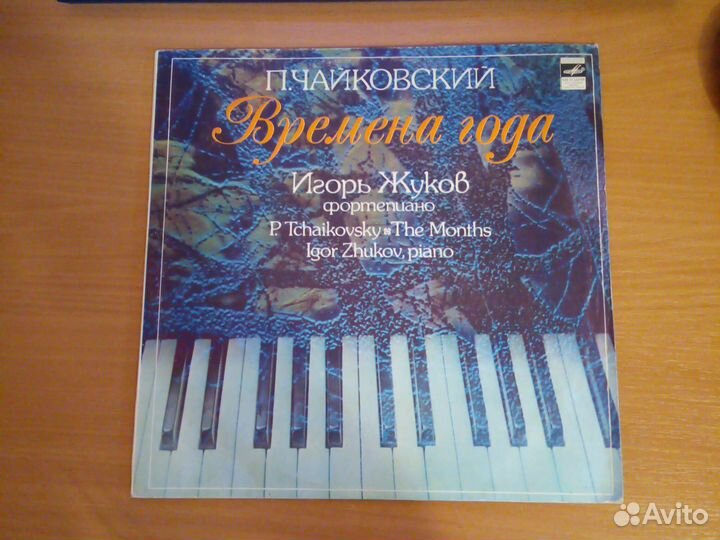 П. ЧАЙКОВСКИЙ
Времена года
Игорь Жуков
фортепиано
P. Tchaikovsky ※ The Months
Igor Zhukov, piano
Avito